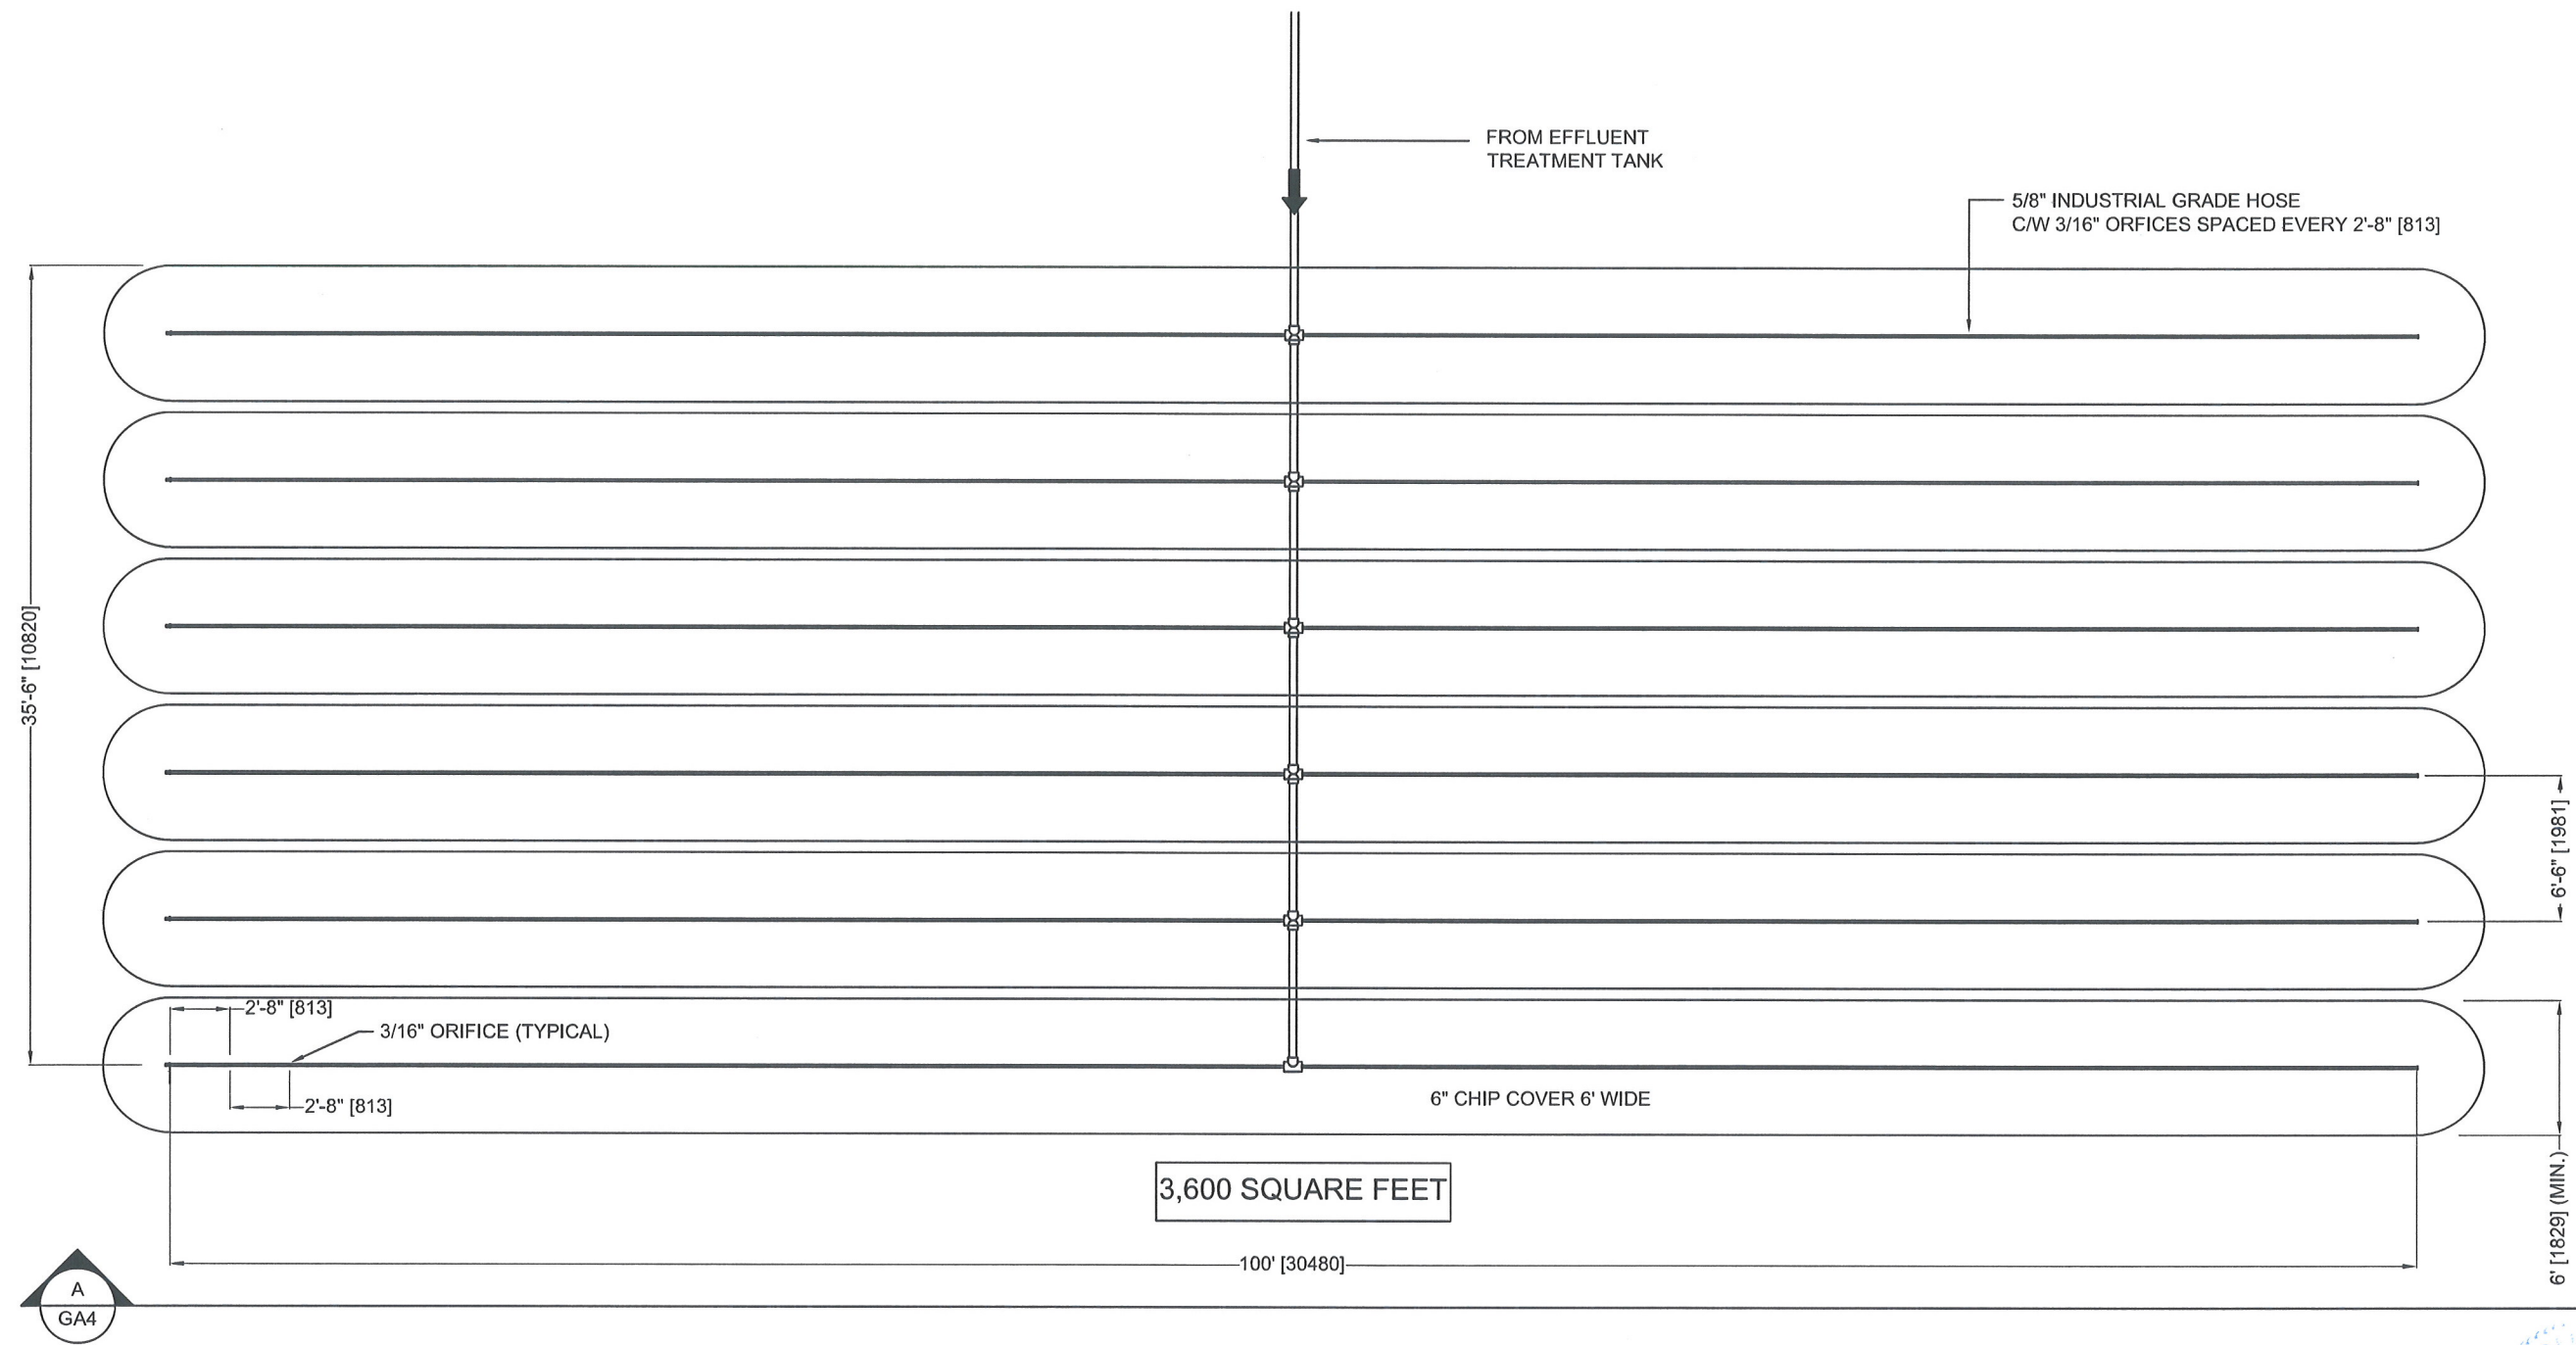 FROM EFFLUENT
TREATMENT TANK
5/8" INDUSTRIAL GRADE HOSE
C/W 3/16" ORFICES SPACED EVERY 2'-8" [813]
35'-6" [10820]
6'-6" [1981]
2'-8" [813]
3/16" ORIFICE (TYPICAL)
2'-8" [813]
6" CHIP COVER 6' WIDE
6' [1829] (MIN.)
3,600 SQUARE FEET
100' [30480]
A
GA4